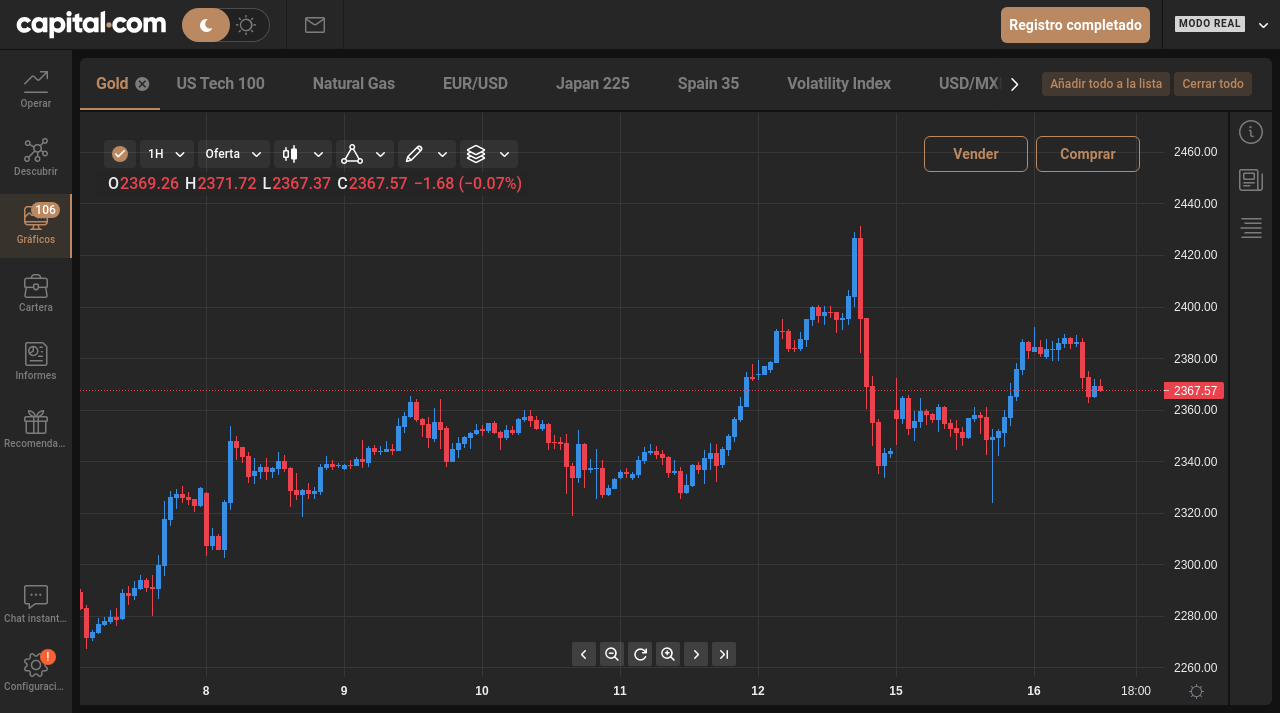 capital.com
Registro completado
MODO REAL
Operar
Descubrir
106
Gráficos
Cartera
Informes
Recomenda...
Chat instant...
!
Configuraci...
Gold
US Tech 100
Natural Gas
EUR/USD
Japan 225
Spain 35
Volatility Index
USD/MX
Añadir todo a la lista
Cerrar todo
1H
Oferta
Vender
Comprar
O2369.26 H2371.72 L2367.37 C2367.57 −1.68 (−0.07%)
2460.00
2440.00
2420.00
2400.00
2380.00
2367.57
2360.00
2340.00
2320.00
2300.00
2280.00
2260.00
8
9
10
11
12
15
16
18:00